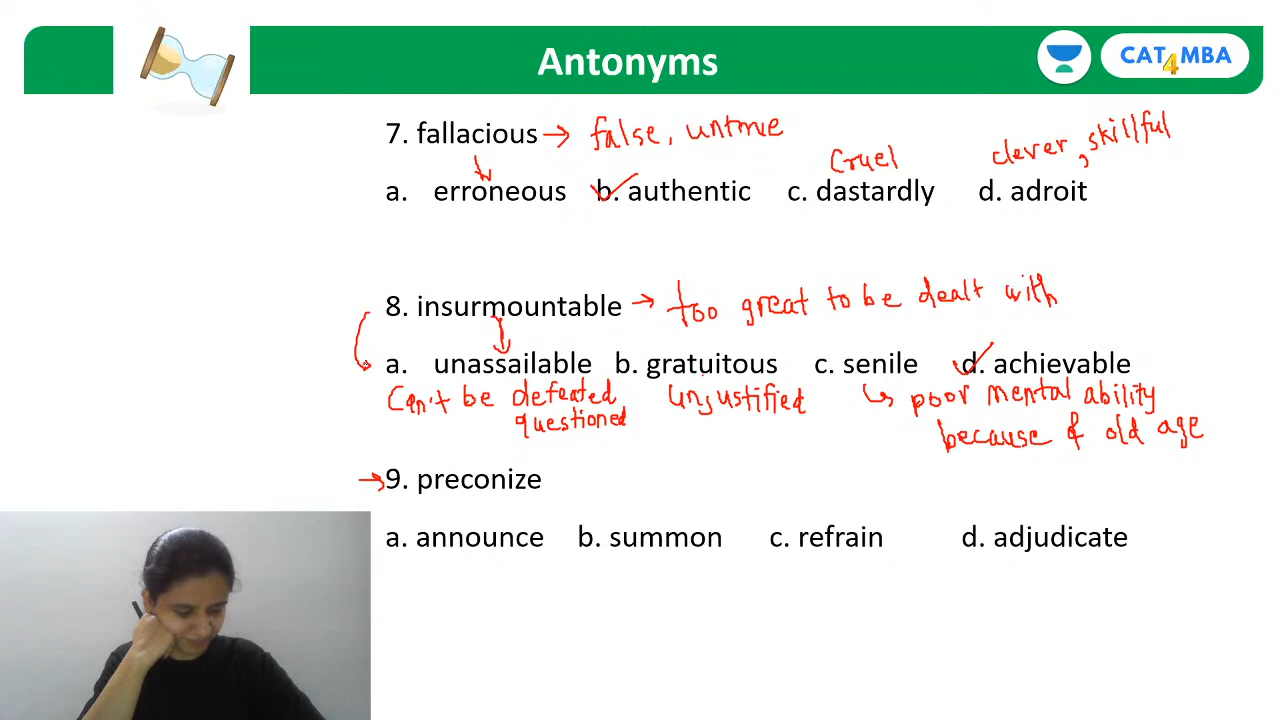 Antonyms
CAT4MBA
7. fallacious → false, untrue
cruel clever, skillful
a. erroneous b. authentic c. dastardly d. adroit
8. insurmountable → too great to be dealt with
a. unassailable b. gratuitous c. senile d. achievable
can't be defeated unjustified ↳ poor mental ability
questioned because of old age
→ 9. preconize
a. announce b. summon c. refrain d. adjudicate